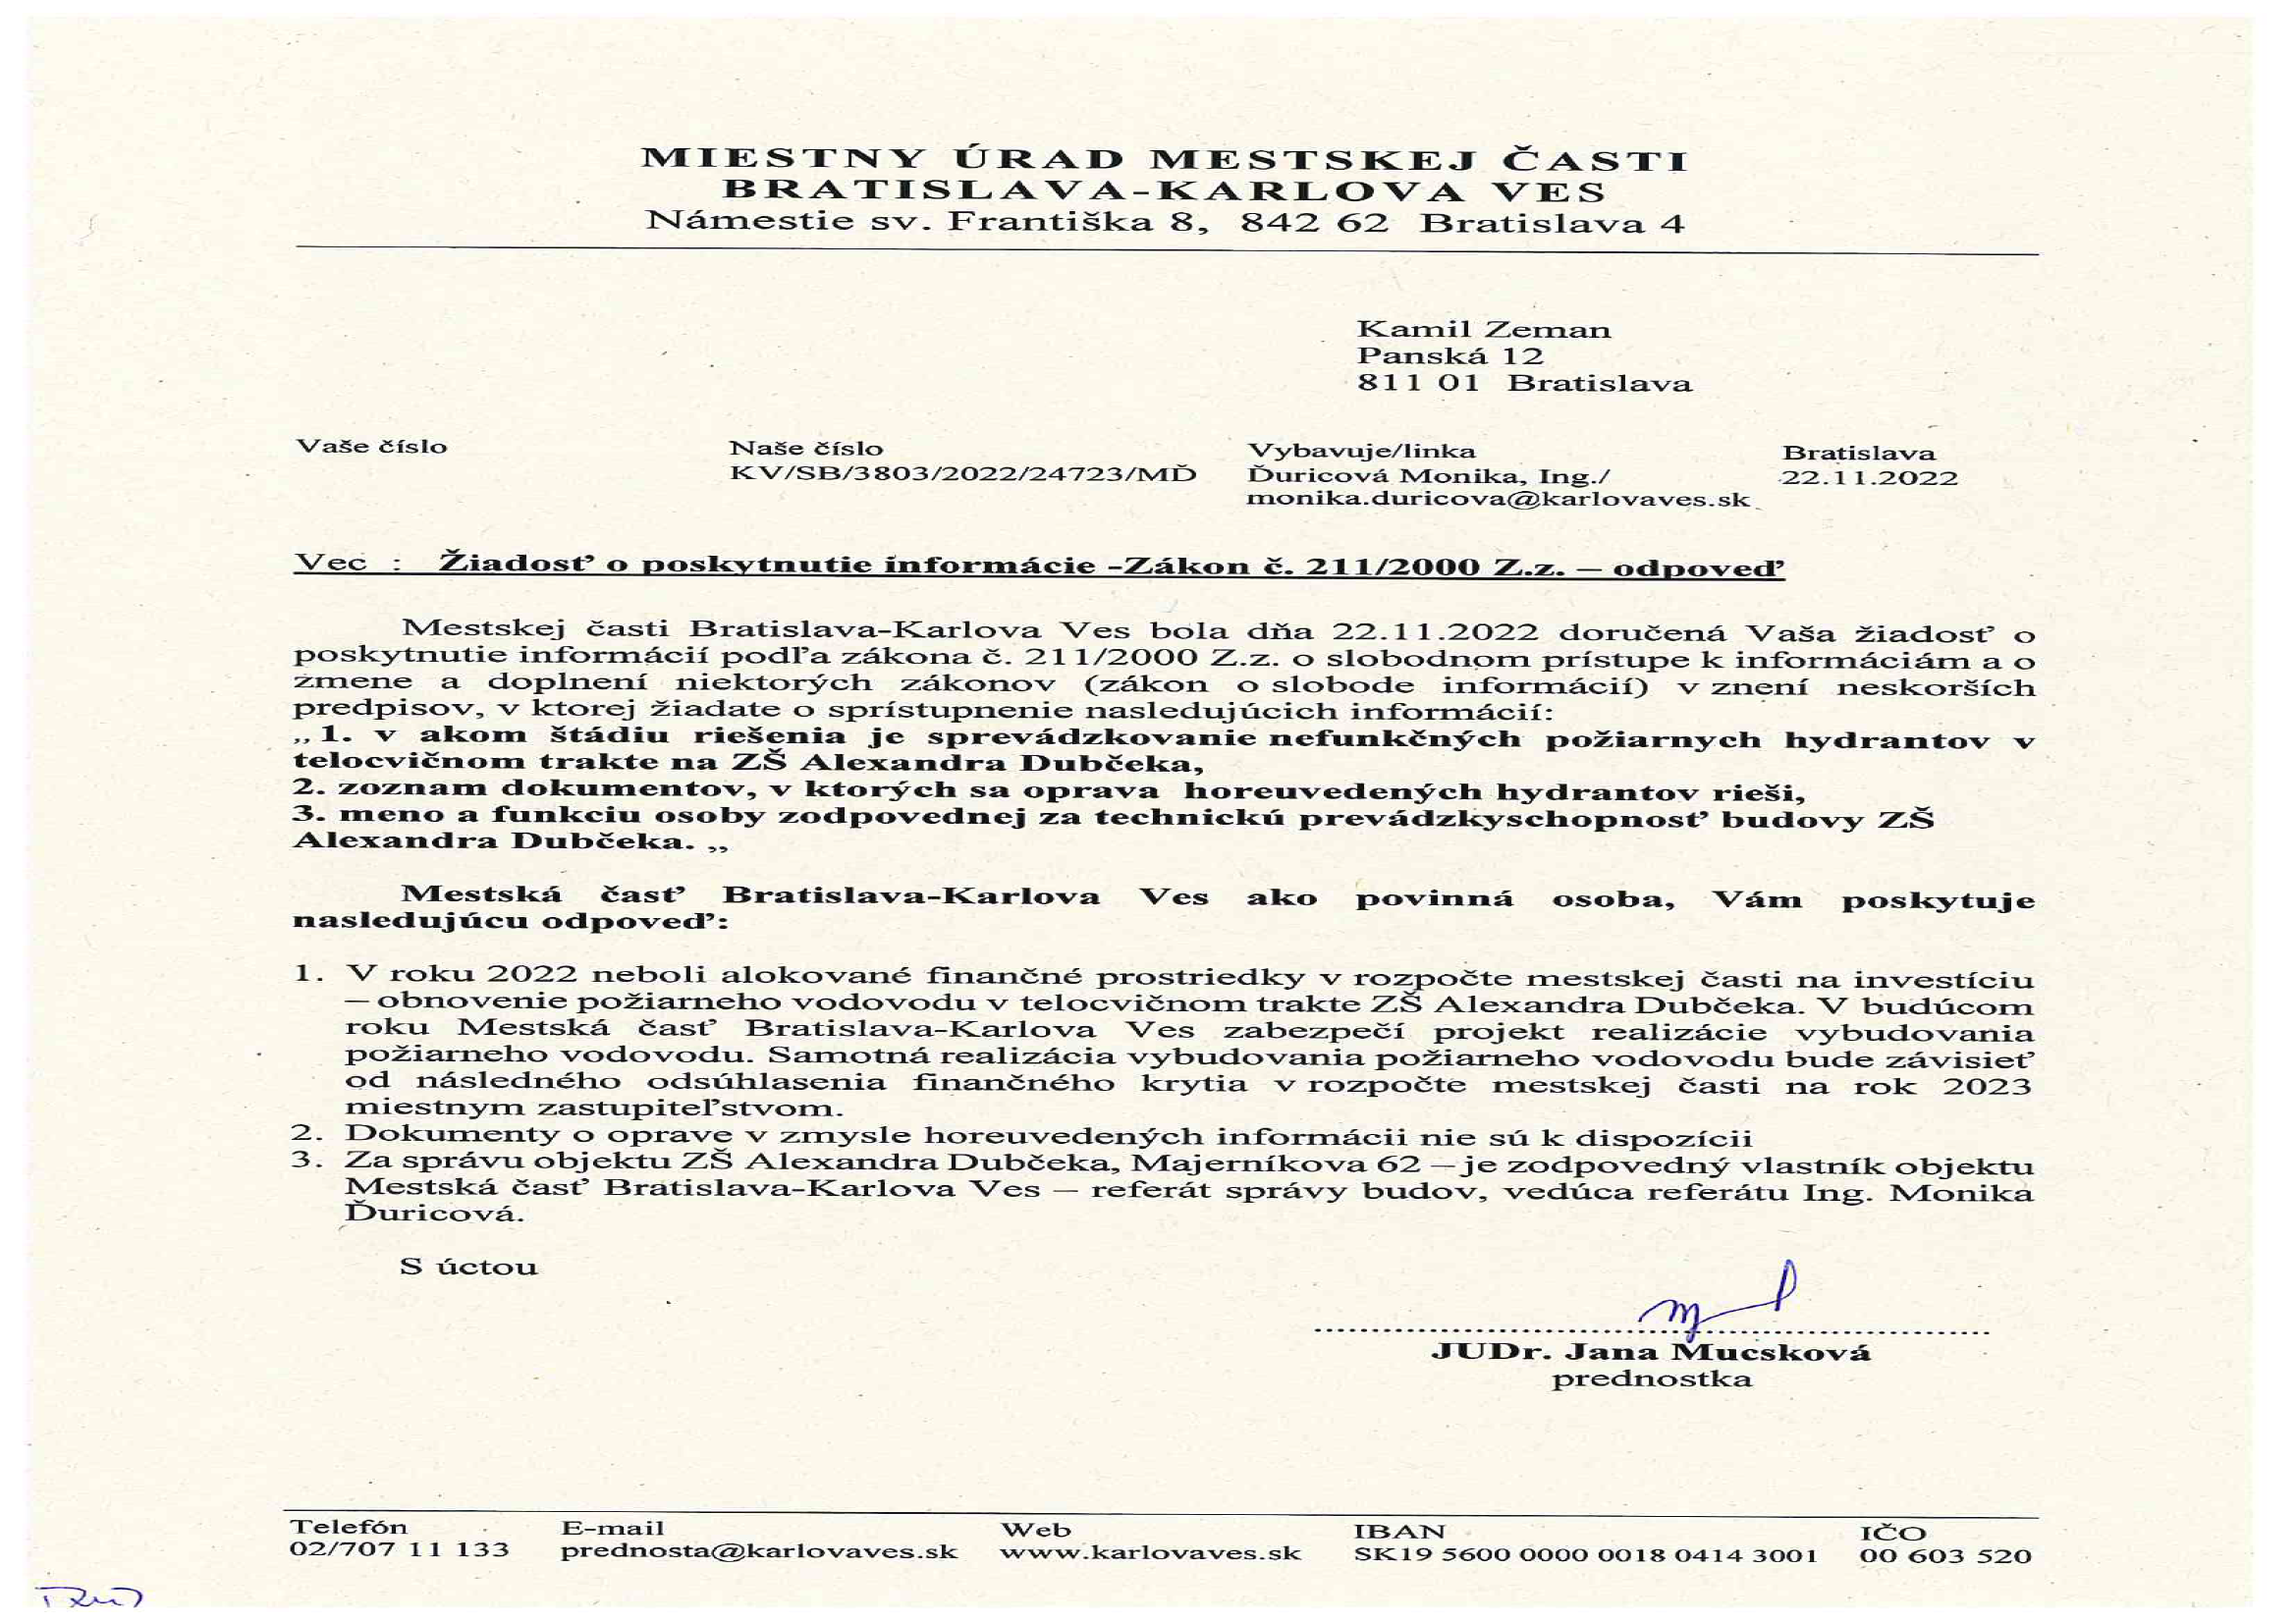 MIESTNY ÚRAD MESTSKEJ ČASTI
BRATISLAVA-KARLOVA VES
Námestie sv. Františka 8, 842 62 Bratislava 4
Kamil Zeman
Panská 12
811 01 Bratislava
Vaše číslo Naše číslo Vybavuje/linka Bratislava
KV/SB/3803/2022/24723/MĎ Ďuricová Monika, Ing./ 22.11.2022
monika.duricova@karlovaves.sk
Vec : Žiadosť o poskytnutie informácie -Zákon č. 211/2000 Z.z. – odpoveď
Mestskej časti Bratislava-Karlova Ves bola dňa 22.11.2022 doručená Vaša žiadosť o
poskytnutie informácií podľa zákona č. 211/2000 Z.z. o slobodnom prístupe k informáciám a o
zmene a doplnení niektorých zákonov (zákon o slobode informácií) v znení neskorších
predpisov, v ktorej žiadate o sprístupnenie nasledujúcich informácií:
„1. v akom štádiu riešenia je sprevádzkovanie nefunkčných požiarnych hydrantov v
telocvičnom trakte na ZŠ Alexandra Dubčeka,
2. zoznam dokumentov, v ktorých sa oprava horeuvedených hydrantov rieši,
3. meno a funkciu osoby zodpovednej za technickú prevádzkyschopnosť budovy ZŠ
Alexandra Dubčeka. „
Mestská časť Bratislava-Karlova Ves ako povinná osoba, Vám poskytuje
nasledujúcu odpoveď:
1. V roku 2022 neboli alokované finančné prostriedky v rozpočte mestskej časti na investíciu
– obnovenie požiarneho vodovodu v telocvičnom trakte ZŠ Alexandra Dubčeka. V budúcom
roku Mestská časť Bratislava-Karlova Ves zabezpečí projekt realizácie vybudovania
požiarneho vodovodu. Samotná realizácia vybudovania požiarneho vodovodu bude závisieť
od následného odsúhlasenia finančného krytia v rozpočte mestskej časti na rok 2023
miestnym zastupiteľstvom.
2. Dokumenty o oprave v zmysle horeuvedených informácii nie sú k dispozícii
3. Za správu objektu ZŠ Alexandra Dubčeka, Majerníkova 62 – je zodpovedný vlastník objektu
Mestská časť Bratislava-Karlova Ves – referát správy budov, vedúca referátu Ing. Monika
Ďuricová.
S úctou
JUDr. Jana Mucsková
prednostka
Telefón E-mail Web IBAN IČO
02/707 11 133 prednosta@karlovaves.sk www.karlovaves.sk SK19 5600 0000 0018 0414 3001 00 603 520